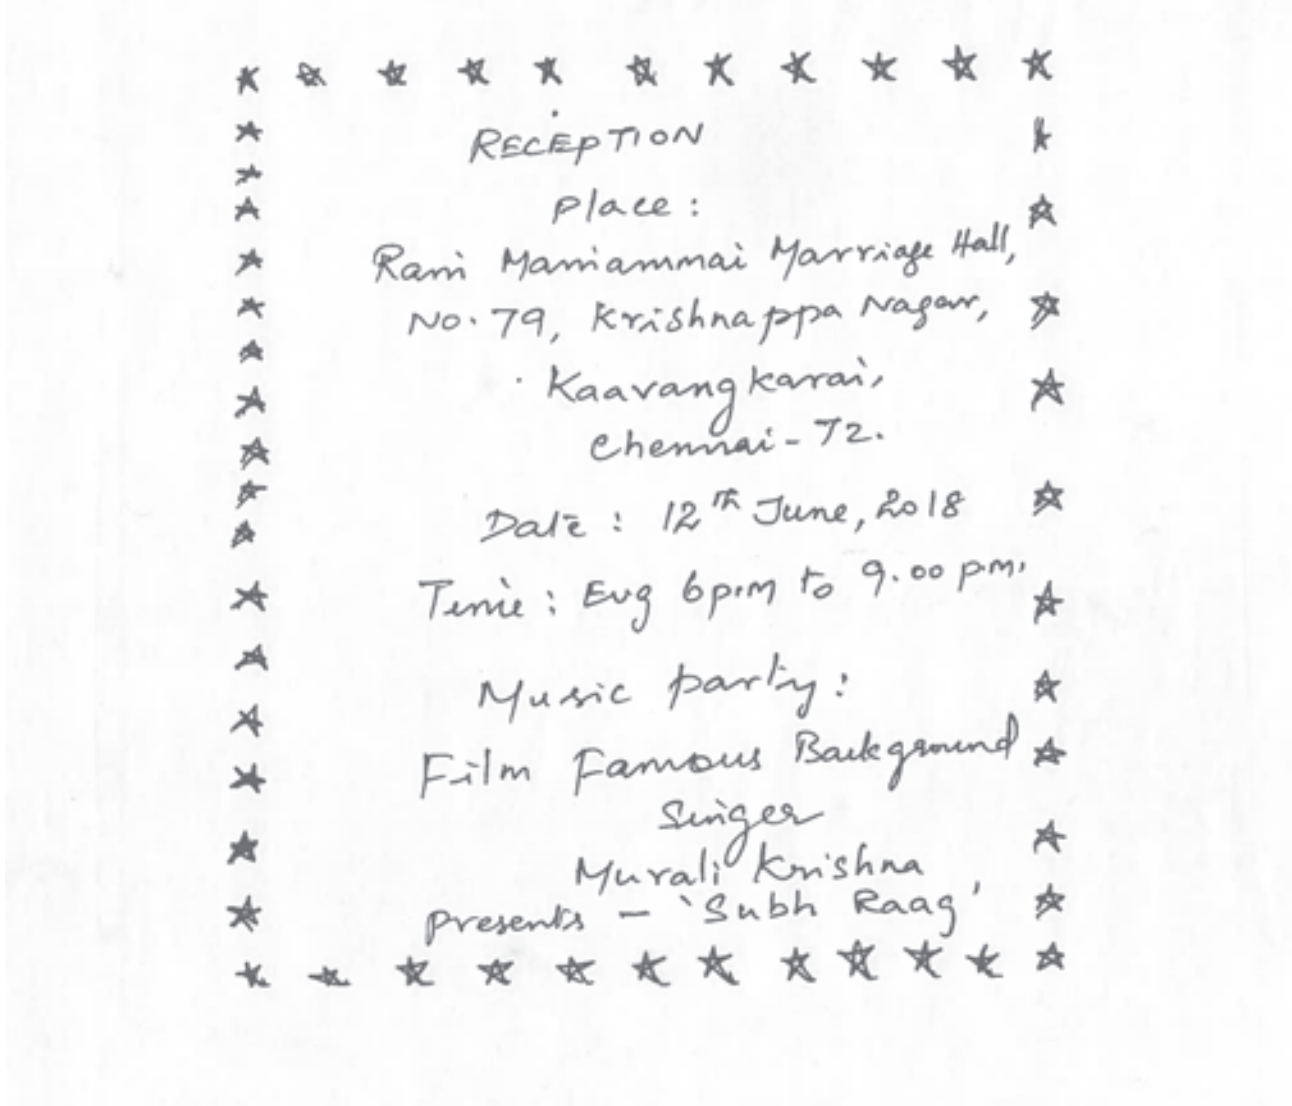 RECEPTION
Place :
Rani Maniammai Marriage Hall,
No. 79, Krishnappa Nagar,
Kaavangkarai,
Chennai - 72.
Date : 12th June, 2018
Time : Evg 6p.m to 9.00 pm.
Music party :
Film Famous Background
Singer
Murali Krishna
presents - 'Subh Raag'